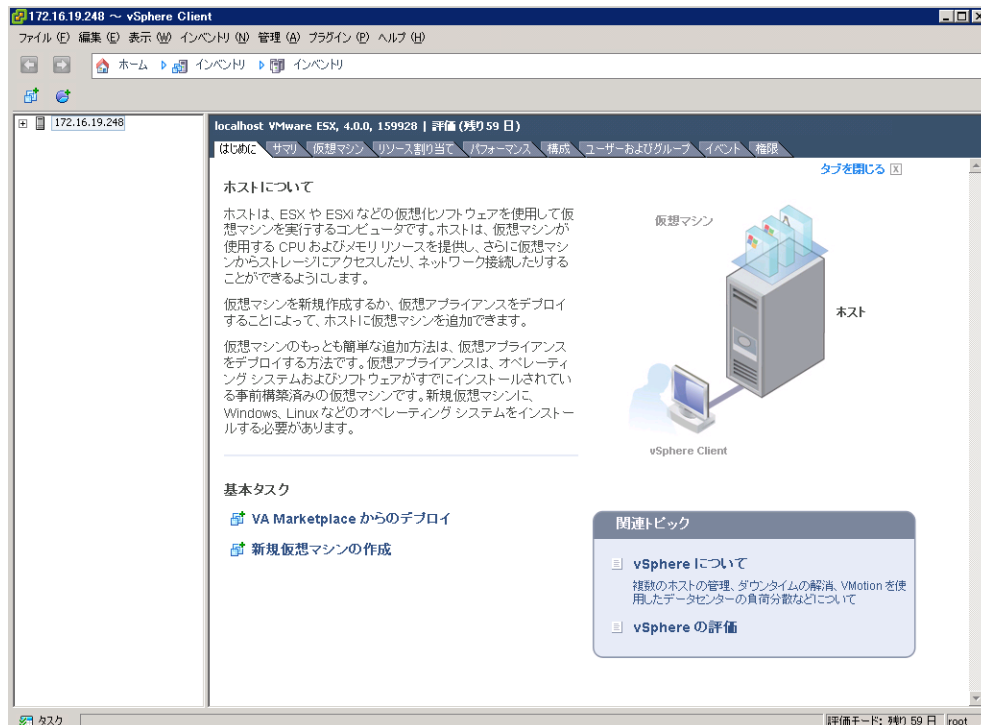 172.16.19.248 ～ vSphere Client
ファイル (F) 編集 (E) 表示 (W) インベントリ (N) 管理 (A) プラグイン (P) ヘルプ (H)
ホーム インベントリ インベントリ
172.16.19.248
localhost VMware ESX, 4.0.0, 159928 | 評価 (残り 59 日)
はじめに サマリ 仮想マシン リソース割り当て パフォーマンス 構成 ユーザーおよびグループ イベント 権限
タブを閉じる
ホストについて
ホストは、ESX や ESXi などの仮想化ソフトウェアを使用して仮
想マシンを実行するコンピュータです。ホストは、仮想マシンが
使用する CPU およびメモリ リソースを提供し、さらに仮想マシ
ンからストレージにアクセスしたり、ネットワーク接続したりする
ことができるようにします。
仮想マシンを新規作成するか、仮想アプライアンスをデプロイ
することによって、ホストに仮想マシンを追加できます。
仮想マシンのもっとも簡単な追加方法は、仮想アプライアンス
をデプロイする方法です。仮想アプライアンスは、オペレーティ
ング システムおよびソフトウェアがすでにインストールされてい
る事前構築済みの仮想マシンです。新規仮想マシンに、
Windows、Linux などのオペレーティング システムをインストー
ルする必要があります。
仮想マシン
ホスト
vSphere Client
基本タスク
VA Marketplace からのデプロイ
新規仮想マシンの作成
関連トピック
vSphere について
複数のホストの管理、ダウンタイムの解消、VMotion を使
用したデータセンターの負荷分散などについて
vSphere の評価
タスク 評価モード: 残り 59 日 root